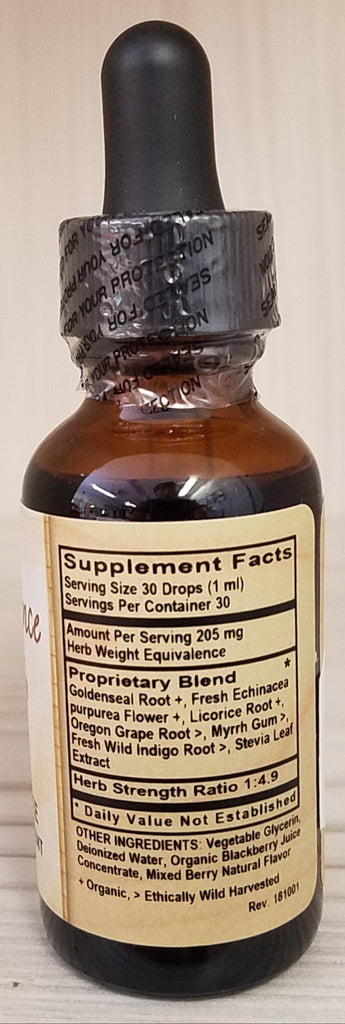 SEALED FOR YOUR PROTECTION
FOR YOUR PROTECTION
Supplement Facts
Serving Size 30 Drops (1 ml)
Servings Per Container 30
Amount Per Serving 205 mg
Herb Weight Equivalence
Proprietary Blend *
Goldenseal Root +, Fresh Echinacea
purpurea Flower +, Licorice Root +,
Oregon Grape Root >, Myrrh Gum >,
Fresh Wild Indigo Root >, Stevia Leaf
Extract
Herb Strength Ratio 1:4.9
* Daily Value Not Established
OTHER INGREDIENTS: Vegetable Glycerin,
Deionized Water, Organic Blackberry Juice
Concentrate, Mixed Berry Natural Flavor
+ Organic, > Ethically Wild Harvested
Rev. 181001